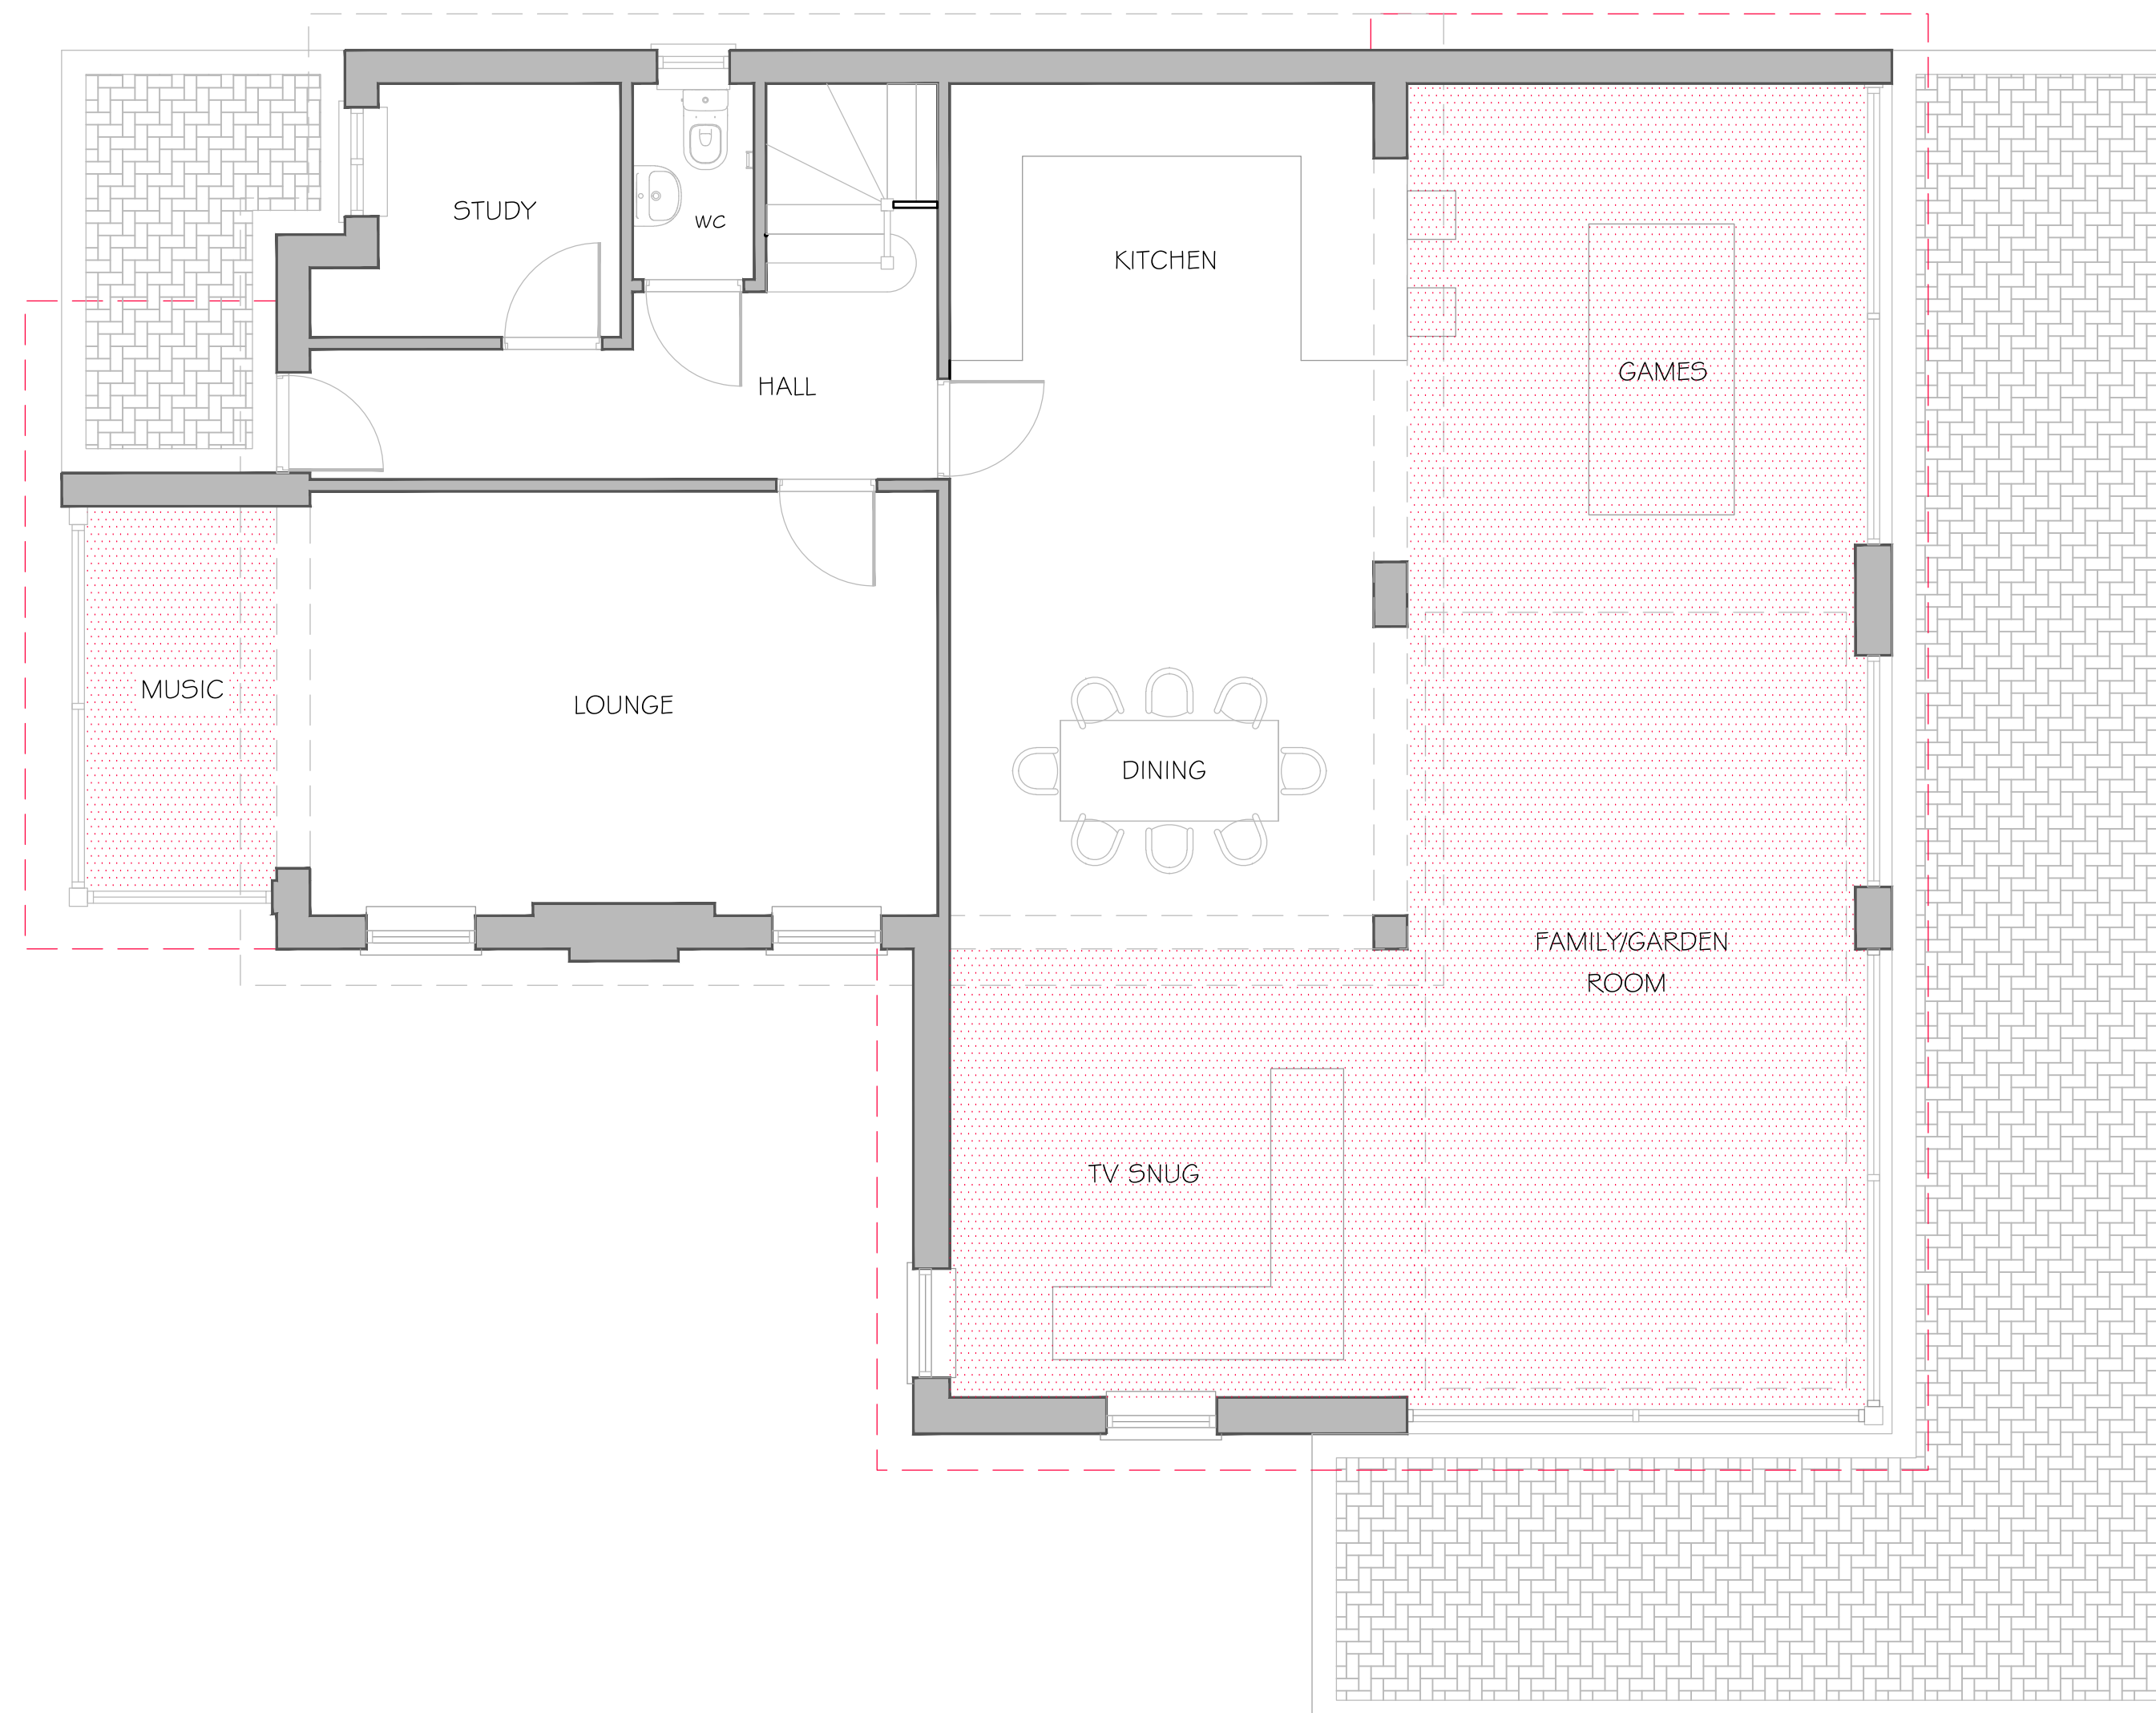 STUDY
WC
KITCHEN
HALL
GAMES
MUSIC
LOUNGE
DINING
FAMILY/GARDEN
ROOM
TV SNUG